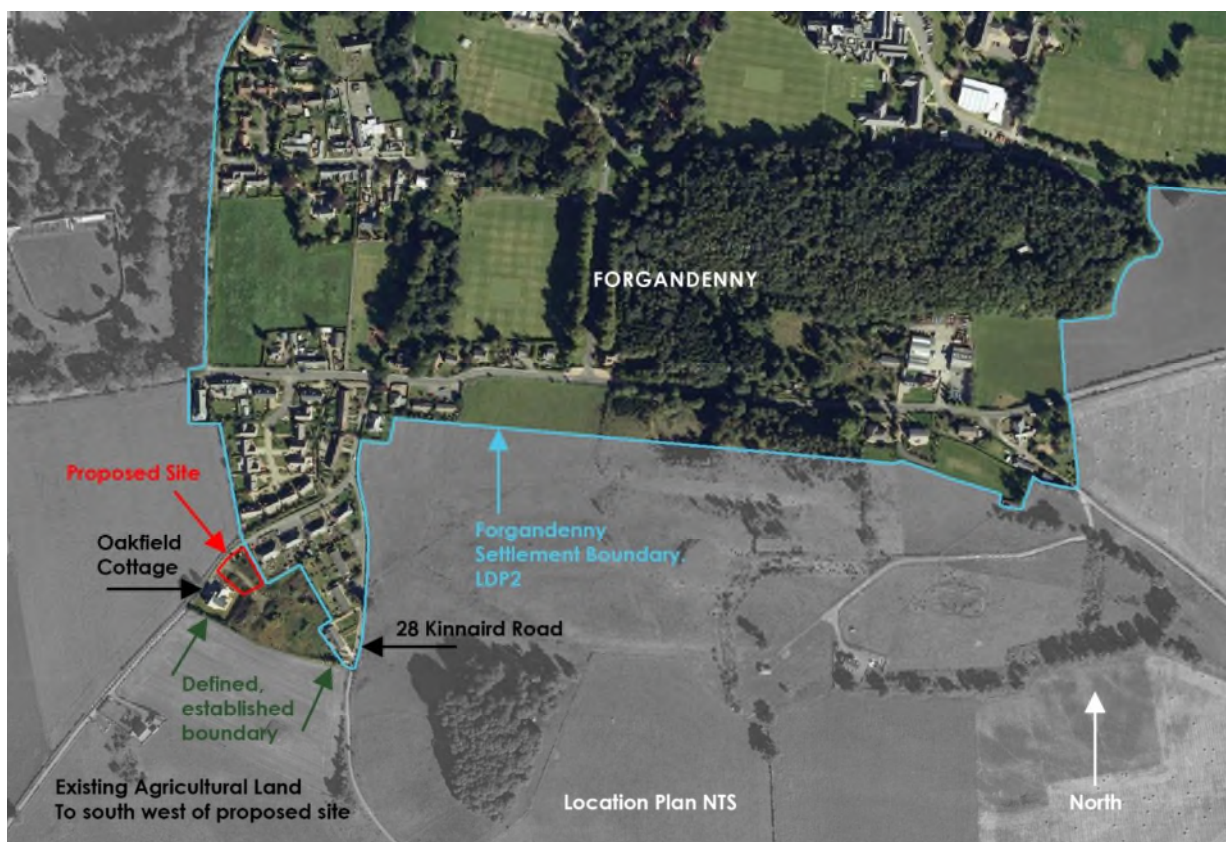 FORGANDENNY
Proposed Site
Oakfield
Cottage
Forgandenny
Settlement Boundary.
LDP2
28 Kinnaird Road
Defined,
established
boundary
Existing Agricultural Land
To south west of proposed site
Location Plan NTS
North